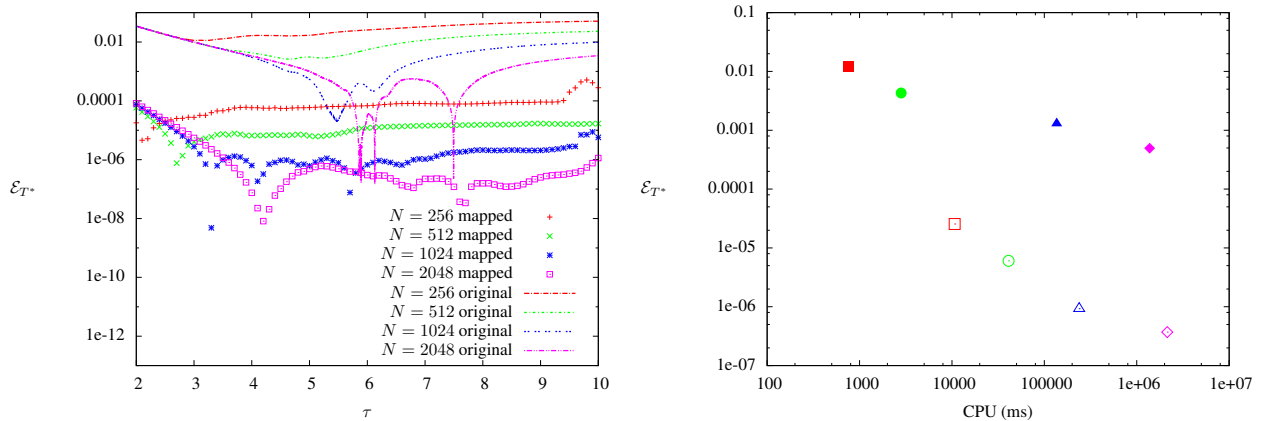 0.01
0.0001
1e-06
1e-08
1e-10
1e-12
2 3 4 5 6 7 8 9 10
τ
ℰ_{T*}
N = 256 mapped
N = 512 mapped
N = 1024 mapped
N = 2048 mapped
N = 256 original
N = 512 original
N = 1024 original
N = 2048 original
0.1
0.01
0.001
0.0001
1e-05
1e-06
1e-07
100 1000 10000 100000 1e+06 1e+07
CPU (ms)
ℰ_{T*}